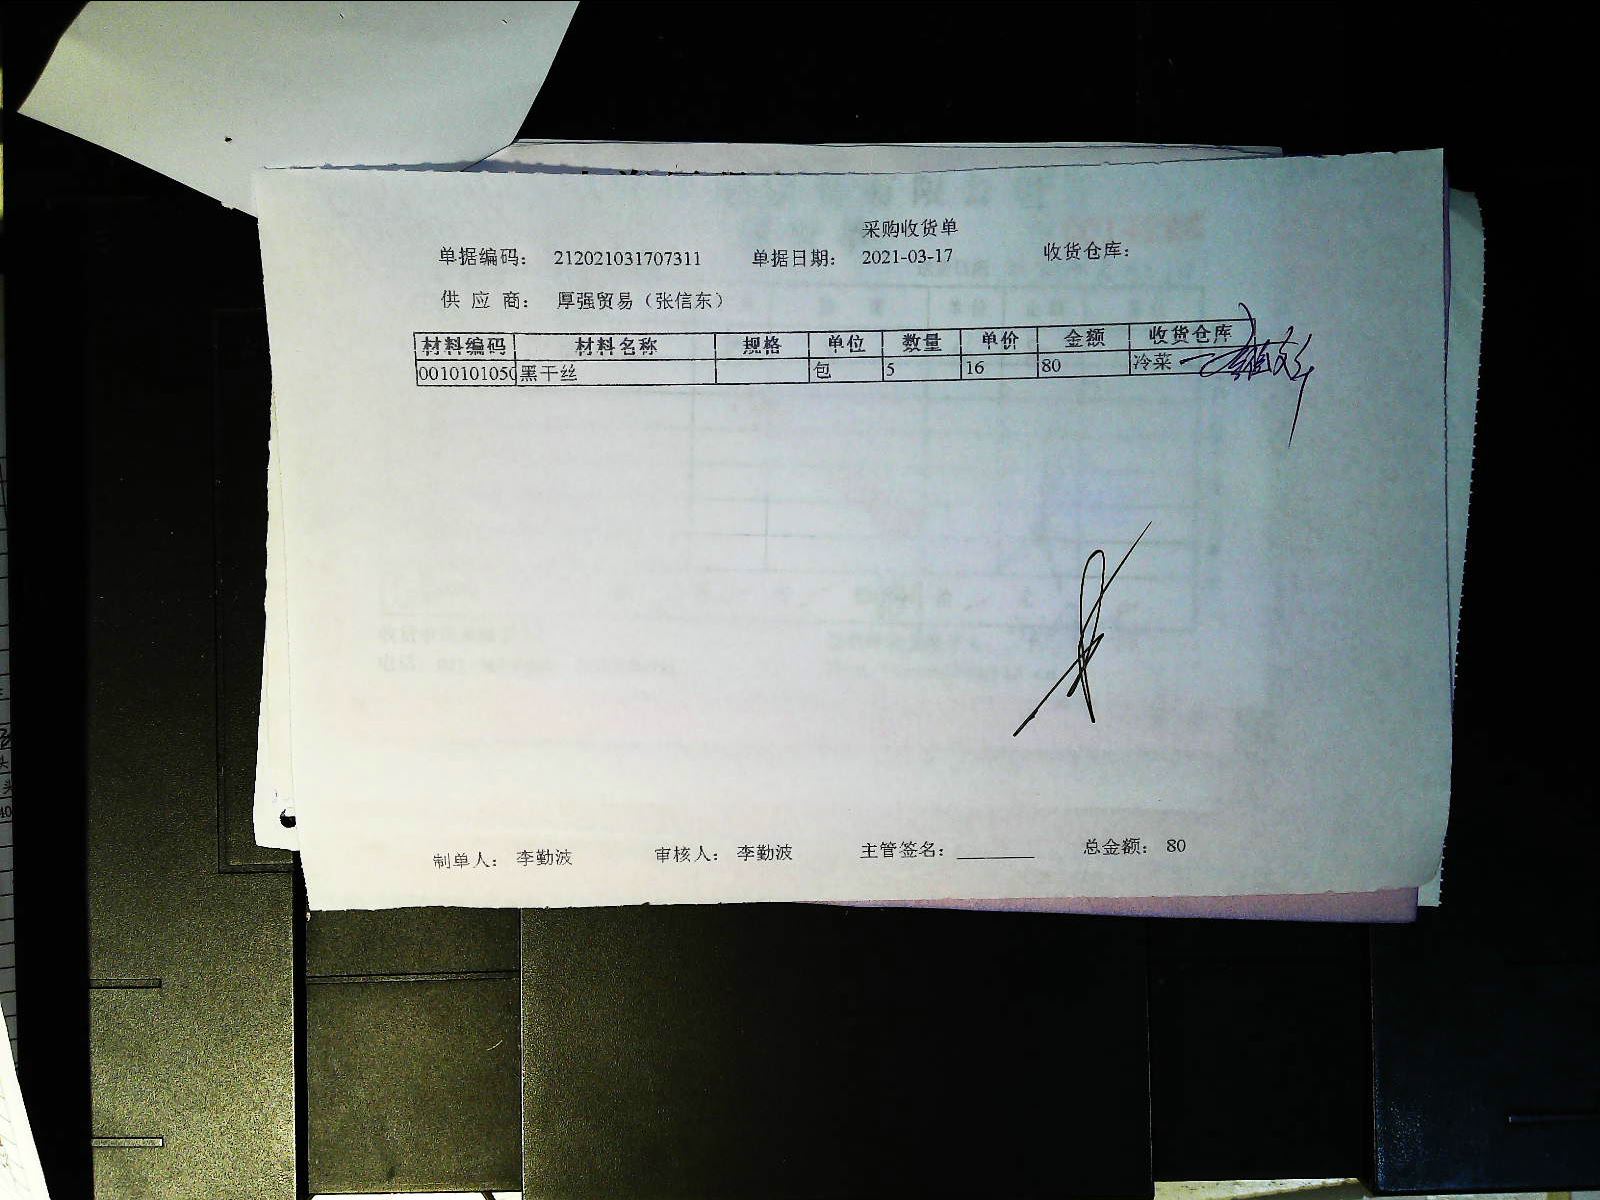 采购收货单
单据编码： 212021031707311 单据日期： 2021-03-17 收货仓库：
供 应 商： 厚强贸易（张信东）
材料编码 材料名称 规格 单位 数量 单价 金额 收货仓库
0010101050 黑干丝 包 5 16 80 冷菜
制单人： 李勤波 审核人： 李勤波 主管签名：________ 总金额： 80